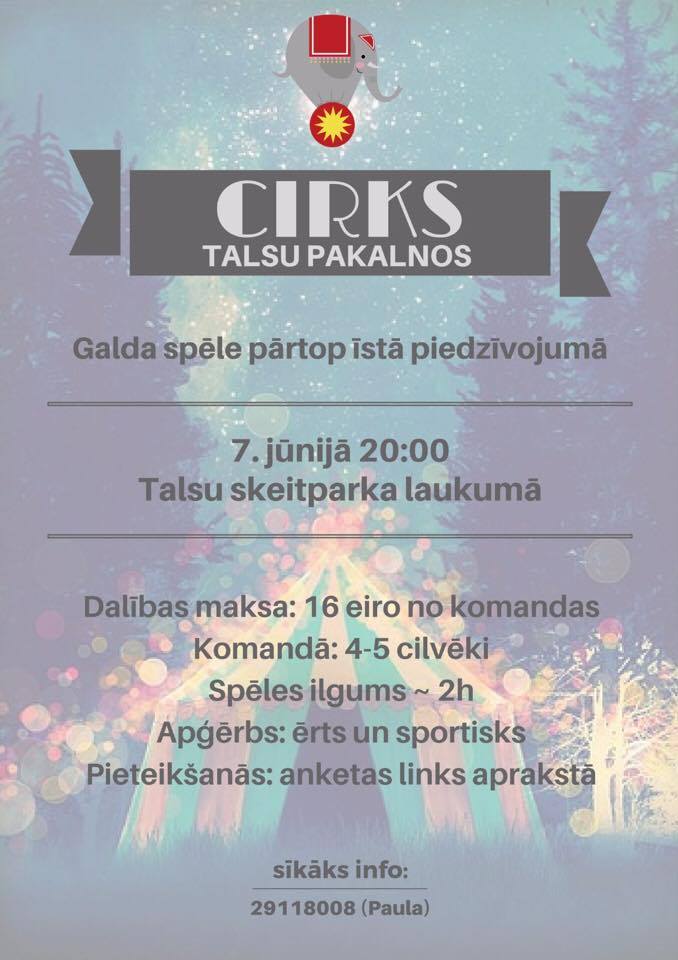 CIRKS
TALSU PAKALNOS
Galda spēle pārtop īstā piedzīvojumā
7. jūnijā 20:00
Talsu skeitparka laukumā
Dalības maksa: 16 eiro no komandas
Komandā: 4-5 cilvēki
Spēles ilgums ~ 2h
Apģērbs: ērts un sportisks
Pieteikšanās: anketas links aprakstā
sīkāks info:
29118008 (Paula)